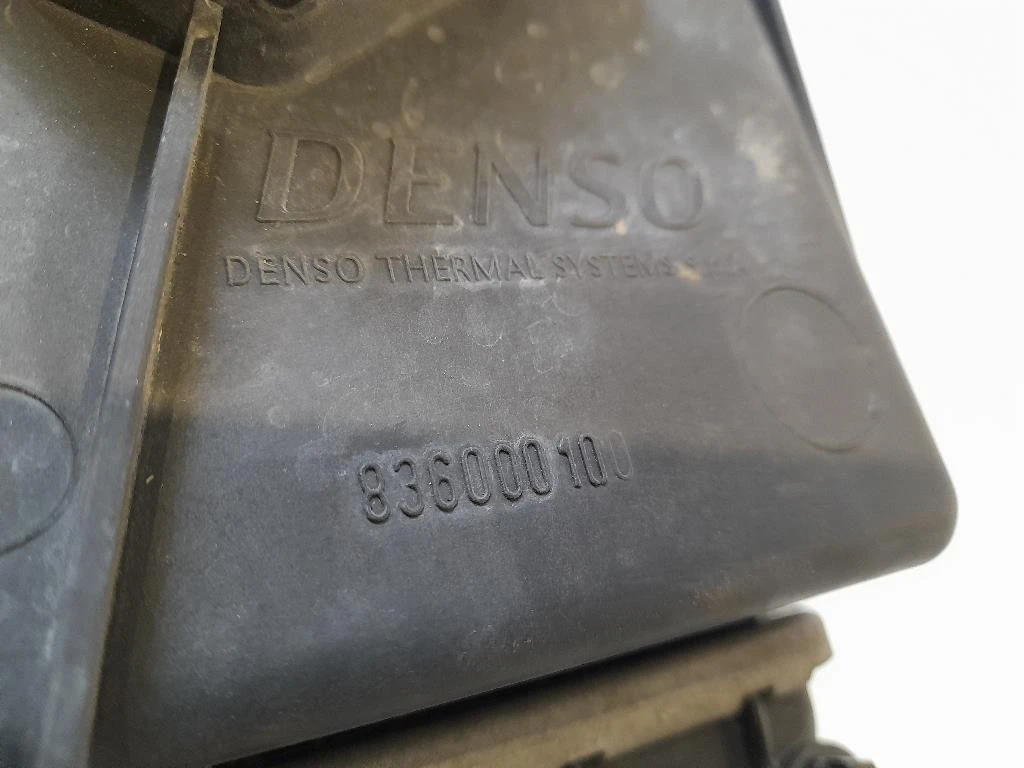 DENSO
DENSO THERMAL SYSTEMS S.p.A.
836000100